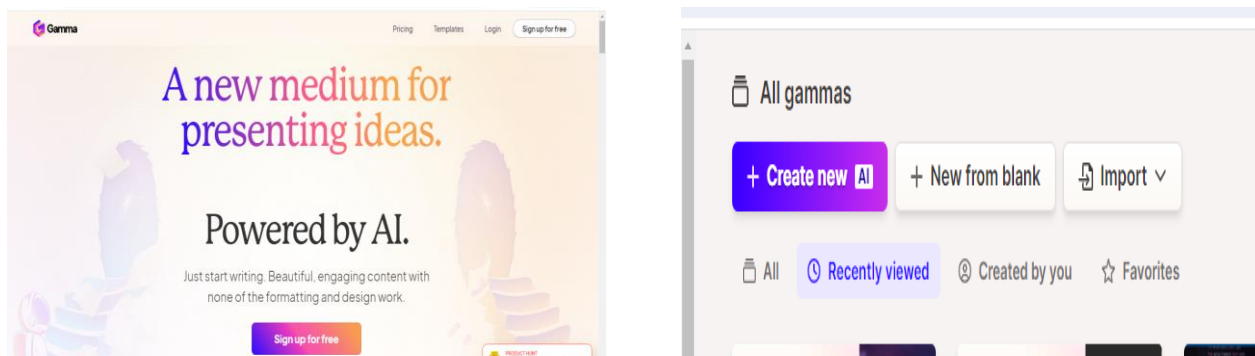 Gamma
Pricing Templates Login Sign up for free
A new medium for
presenting ideas.
Powered by AI.
Just start writing. Beautiful, engaging content with
none of the formatting and design work.
Sign up for free
PRODUCT HUNT
All gammas
+ Create new AI + New from blank Import
All Recently viewed Created by you Favorites